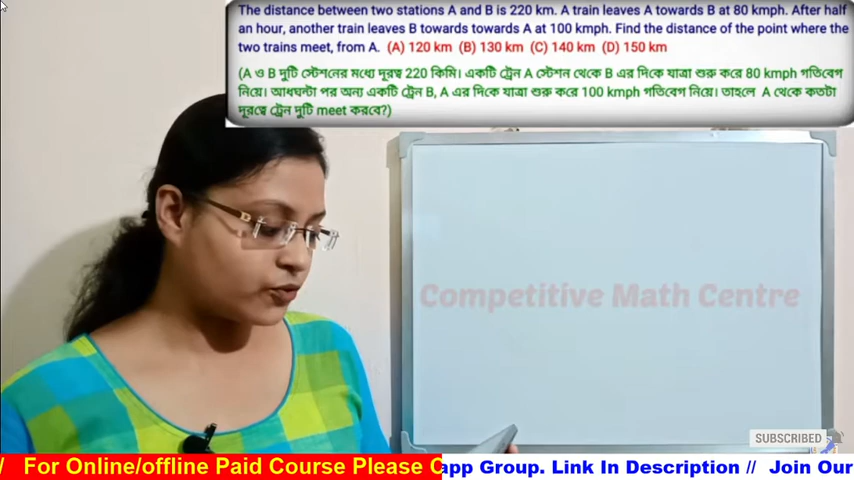 The distance between two stations A and B is 220 km. A train leaves A towards B at 80 kmph. After half
an hour, another train leaves B towards towards A at 100 kmph. Find the distance of the point where the
two trains meet, from A. (A) 120 km (B) 130 km (C) 140 km (D) 150 km
(A ও B দুটি স্টেশনের মধ্যে দূরত্ব 220 কিমি। একটি ট্রেন A স্টেশন থেকে B এর দিকে যাত্রা শুরু করে 80 kmph গতিবেগ
নিয়ে। আধঘন্টা পর অন্য একটি ট্রেন B, A এর দিকে যাত্রা শুরু করে 100 kmph গতিবেগ নিয়ে। তাহলে A থেকে কতটা
দূরত্বে ট্রেন দুটি meet করবে?)
Competitive Math Centre
SUBSCRIBED
/ For Online/offline Paid Course Please C
app Group. Link In Description // Join Our